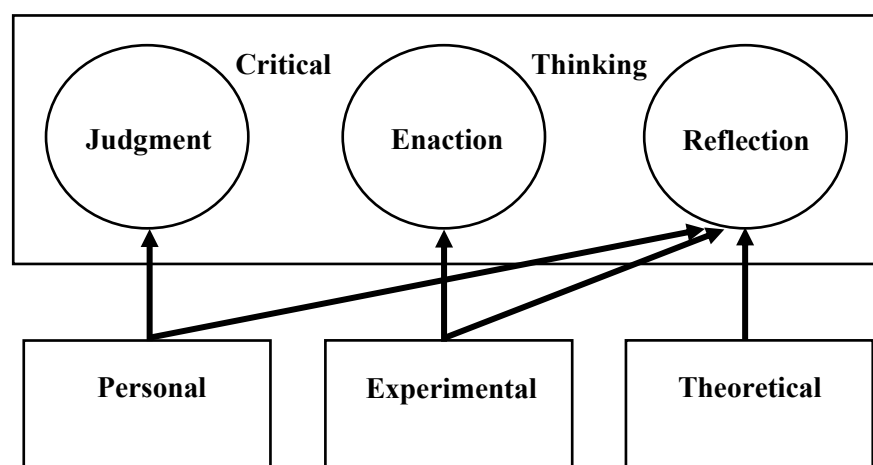 Critical Thinking
Judgment Enaction Reflection
Personal Experimental Theoretical